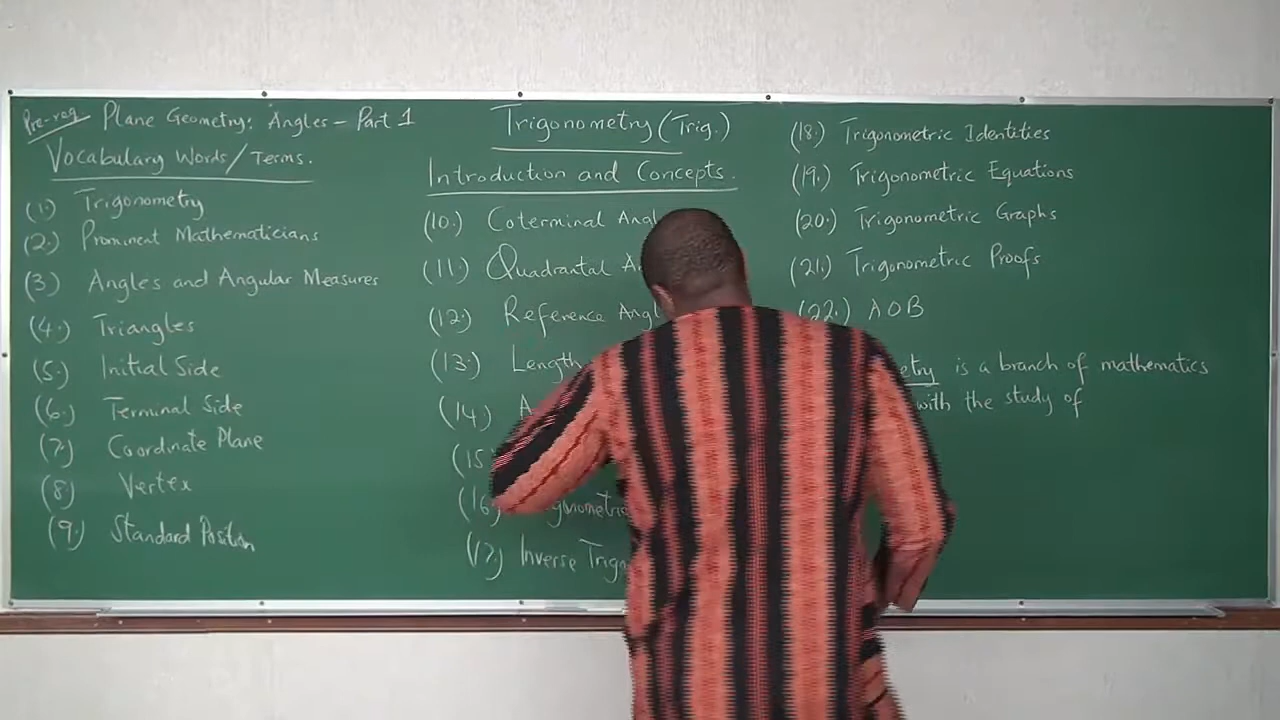 Pre-req Plane Geometry: Angles - Part 1
Vocabulary Words/Terms.
(1.) Trigonometry
(2.) Prominent Mathematicians
(3.) Angles and Angular Measures
(4.) Triangles
(5.) Initial Side
(6.) Terminal Side
(7.) Coordinate Plane
(8) Vertex
(9.) Standard Position
Trigonometry (Trig.)
Introduction and Concepts.
(10.) Coterminal
(11.) Quadrantal
(12.) Reference
(13.) Length
(14)
(15
(16.)
(17.) Inverse
(18.) Trigonometric Identities
(19.) Trigonometric Equations
(20.) Trigonometric Graphs
(21.) Trigonometric Proofs
(22.) AOB
is a branch of mathematics
with the study of